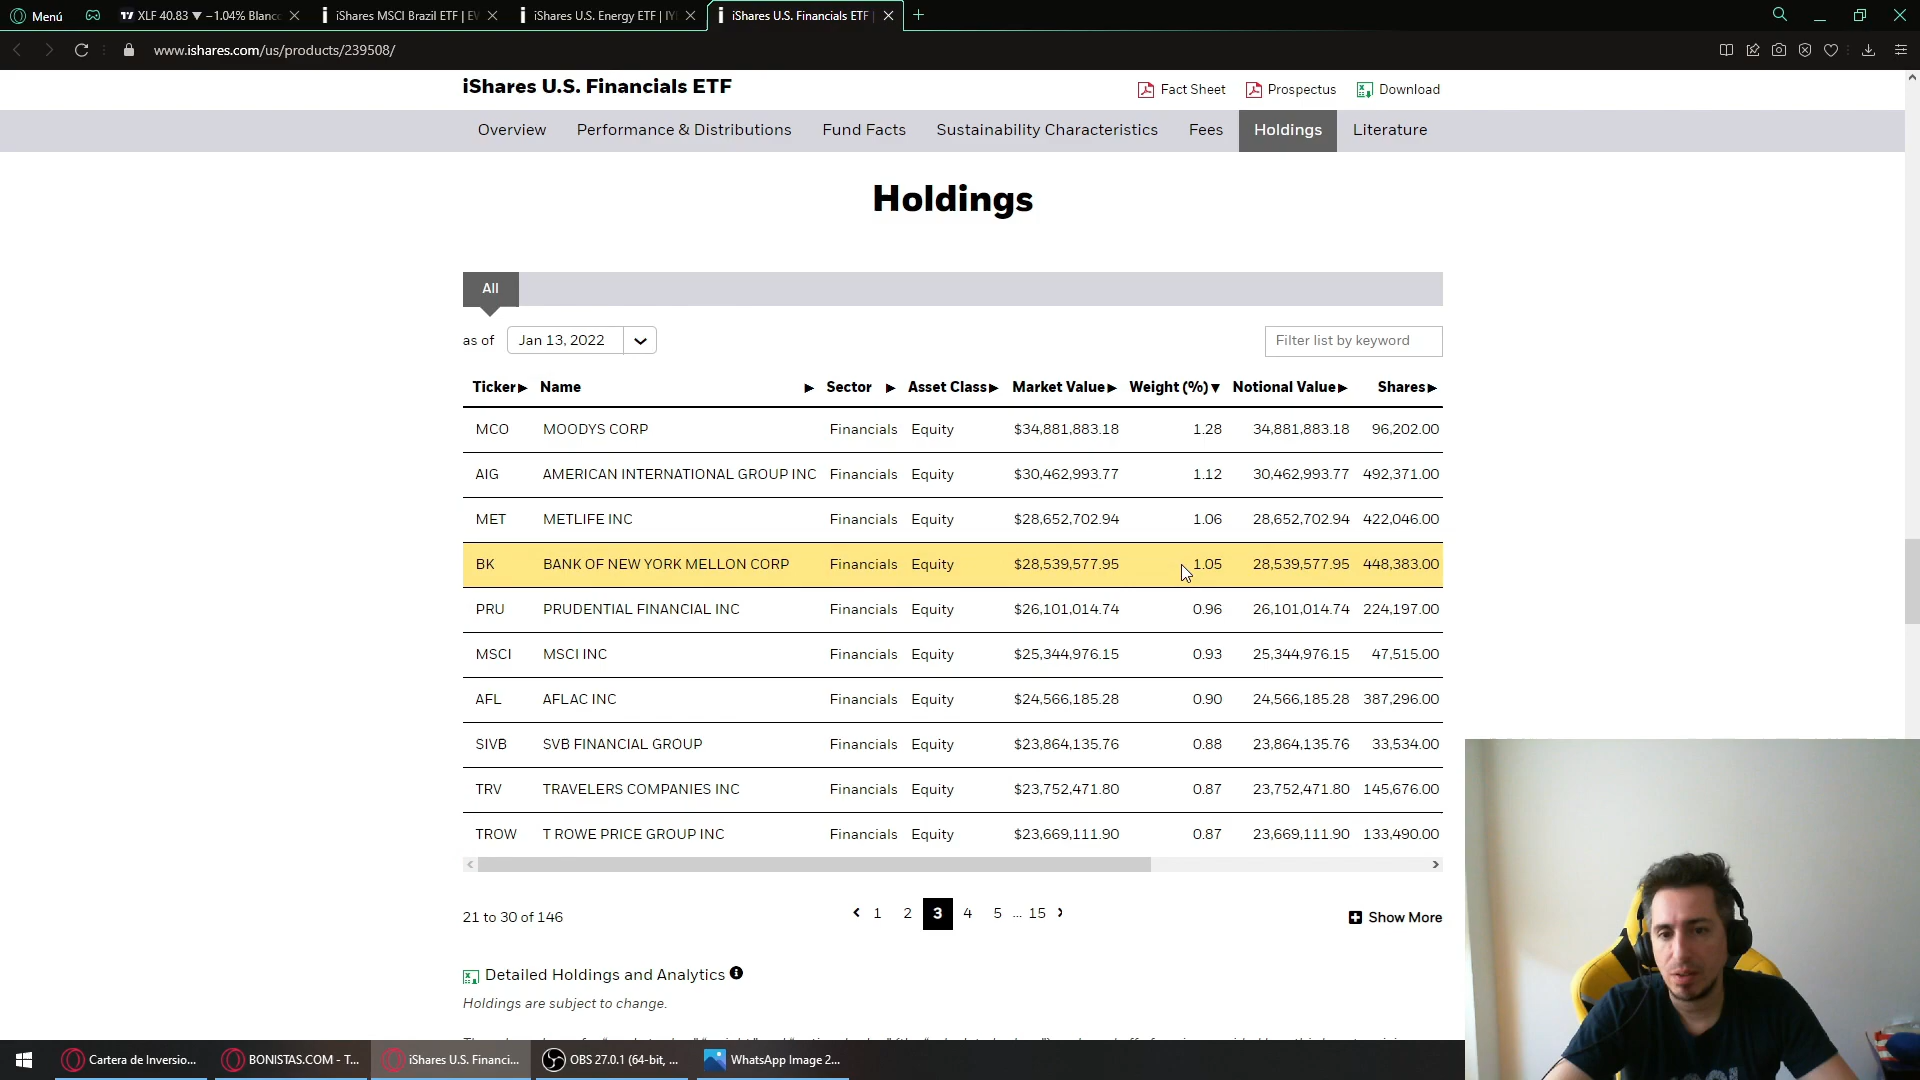 Menú
XLF 40.83 ▼ −1.04% Blanc
iShares MSCI Brazil ETF | EW
iShares U.S. Energy ETF | IY
iShares U.S. Financials ETF |
www.ishares.com/us/products/239508/
iShares U.S. Financials ETF
Fact Sheet
Prospectus
Download
Overview Performance & Distributions Fund Facts Sustainability Characteristics Fees Holdings Literature
Holdings
All
as of Jan 13, 2022
Filter list by keyword
Ticker▶ Name ▶ Sector ▶ Asset Class▶ Market Value▶ Weight (%)▼ Notional Value▶ Shares▶
MCO MOODYS CORP Financials Equity $34,881,883.18 1.28 34,881,883.18 96,202.00
AIG AMERICAN INTERNATIONAL GROUP INC Financials Equity $30,462,993.77 1.12 30,462,993.77 492,371.00
MET METLIFE INC Financials Equity $28,652,702.94 1.06 28,652,702.94 422,046.00
BK BANK OF NEW YORK MELLON CORP Financials Equity $28,539,577.95 1.05 28,539,577.95 448,383.00
PRU PRUDENTIAL FINANCIAL INC Financials Equity $26,101,014.74 0.96 26,101,014.74 224,197.00
MSCI MSCI INC Financials Equity $25,344,976.15 0.93 25,344,976.15 47,515.00
AFL AFLAC INC Financials Equity $24,566,185.28 0.90 24,566,185.28 387,296.00
SIVB SVB FINANCIAL GROUP Financials Equity $23,864,135.76 0.88 23,864,135.76 33,534.00
TRV TRAVELERS COMPANIES INC Financials Equity $23,752,471.80 0.87 23,752,471.80 145,676.00
TROW T ROWE PRICE GROUP INC Financials Equity $23,669,111.90 0.87 23,669,111.90 133,490.00
21 to 30 of 146
1 2 3 4 5 ... 15
Show More
Detailed Holdings and Analytics
Holdings are subject to change.
Cartera de Inversio...
BONISTAS.COM - T...
iShares U.S. Financi...
OBS 27.0.1 (64-bit, ...
WhatsApp Image 2...